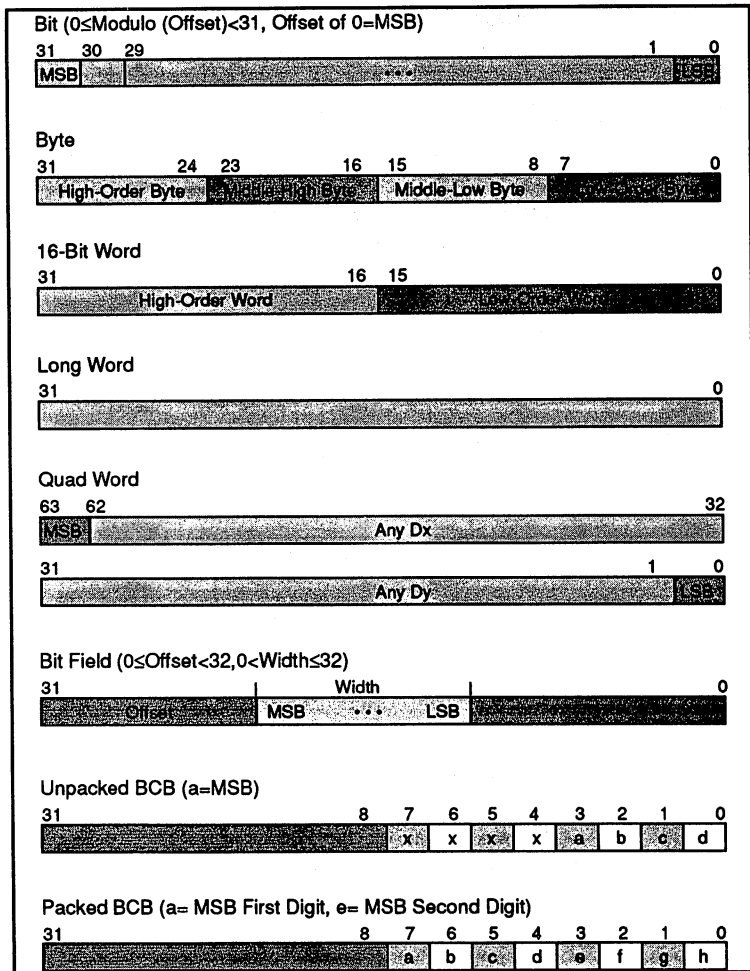 Bit (0≤Modulo (Offset)<31, Offset of 0=MSB)
31 30 29 1 0
MSB ••• LSB
Byte
31 24 23 16 15 8 7 0
High-Order Byte Middle-High Byte Middle-Low Byte Low-Order Byte
16-Bit Word
31 16 15 0
High-Order Word Low-Order Word
Long Word
31 0
Quad Word
63 62 32
MSB Any Dx
31 1 0
Any Dy LSB
Bit Field (0≤Offset<32,0<Width≤32)
31 Width 0
Offset MSB ••• LSB
Unpacked BCB (a=MSB)
31 8 7 6 5 4 3 2 1 0
x x x x a b c d
Packed BCB (a= MSB First Digit, e= MSB Second Digit)
31 8 7 6 5 4 3 2 1 0
a b c d e f g h